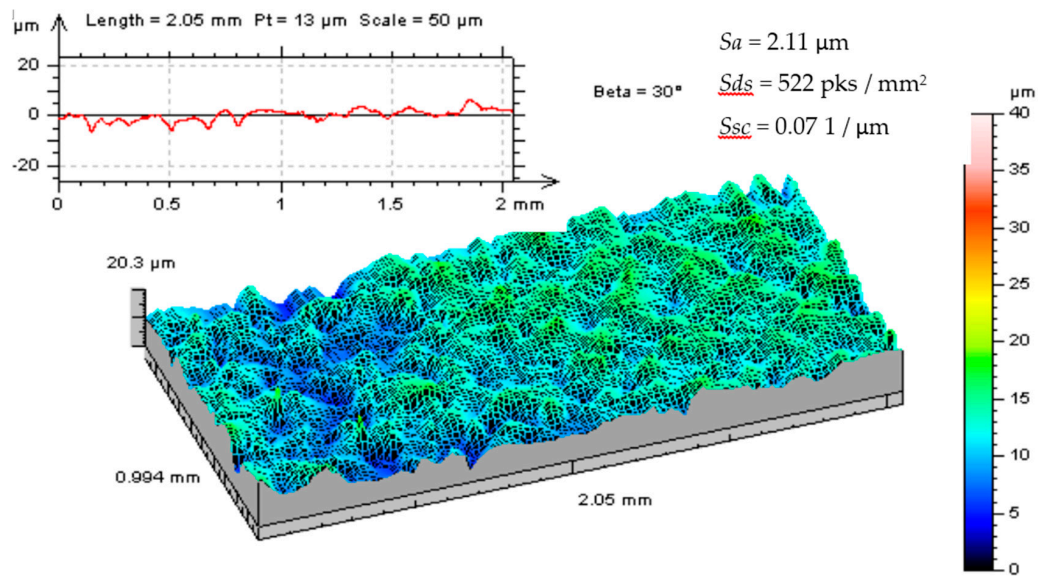 µm
Length = 2.05 mm Pt = 13 µm Scale = 50 µm
20
0
-20
0 0.5 1 1.5 2 mm
Beta = 30°
Sa = 2.11 µm
Sds = 522 pks / mm²
Ssc = 0.07 1 / µm
µm
40
35
30
25
20
15
10
5
0
20.3 µm
0.994 mm
2.05 mm